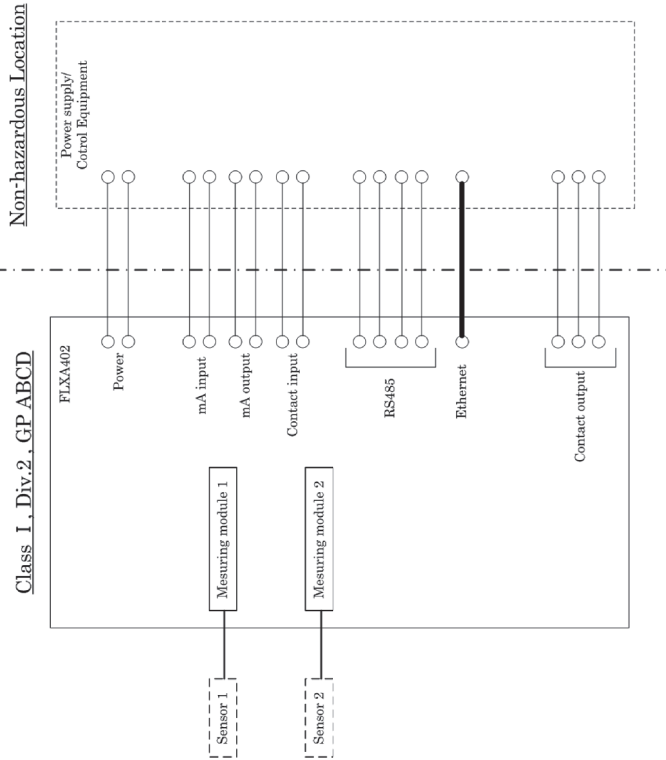 Non-hazardous Location
Power supply/
Cotrol Equipment
Class I, Div.2, GP ABCD
FLXA402
Power
mA input
mA output
Contact input
RS485
Ethernet
Contact output
Mesuring module 1
Mesuring module 2
Sensor 1
Sensor 2